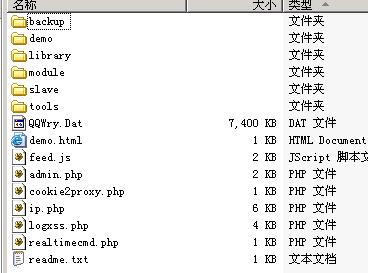 名称 大小 类型
backup 文件夹
demo 文件夹
library 文件夹
module 文件夹
slave 文件夹
tools 文件夹
QQWry.Dat 7,400 KB DAT 文件
demo.html 1 KB HTML Document
feed.js 2 KB JScript 脚本文
admin.php 2 KB PHP 文件
cookie2proxy.php 1 KB PHP 文件
ip.php 6 KB PHP 文件
logxss.php 4 KB PHP 文件
realtimecmd.php 1 KB PHP 文件
readme.txt 1 KB 文本文档